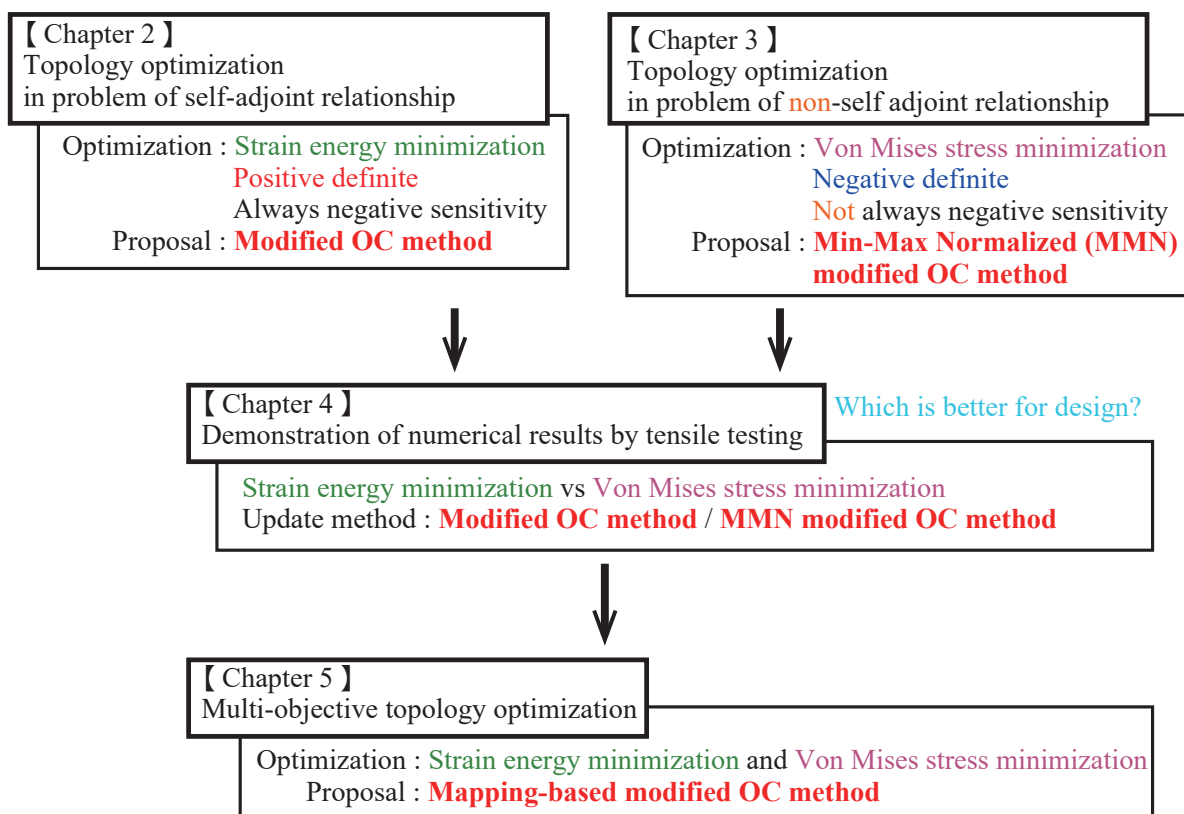 【 Chapter 2 】
Topology optimization
in problem of self-adjoint relationship
Optimization : Strain energy minimization
Positive definite
Always negative sensitivity
Proposal : Modified OC method
【 Chapter 3 】
Topology optimization
in problem of non-self adjoint relationship
Optimization : Von Mises stress minimization
Negative definite
Not always negative sensitivity
Proposal : Min-Max Normalized (MMN)
modified OC method
【 Chapter 4 】
Demonstration of numerical results by tensile testing
Which is better for design?
Strain energy minimization vs Von Mises stress minimization
Update method : Modified OC method / MMN modified OC method
【 Chapter 5 】
Multi-objective topology optimization
Optimization : Strain energy minimization and Von Mises stress minimization
Proposal : Mapping-based modified OC method